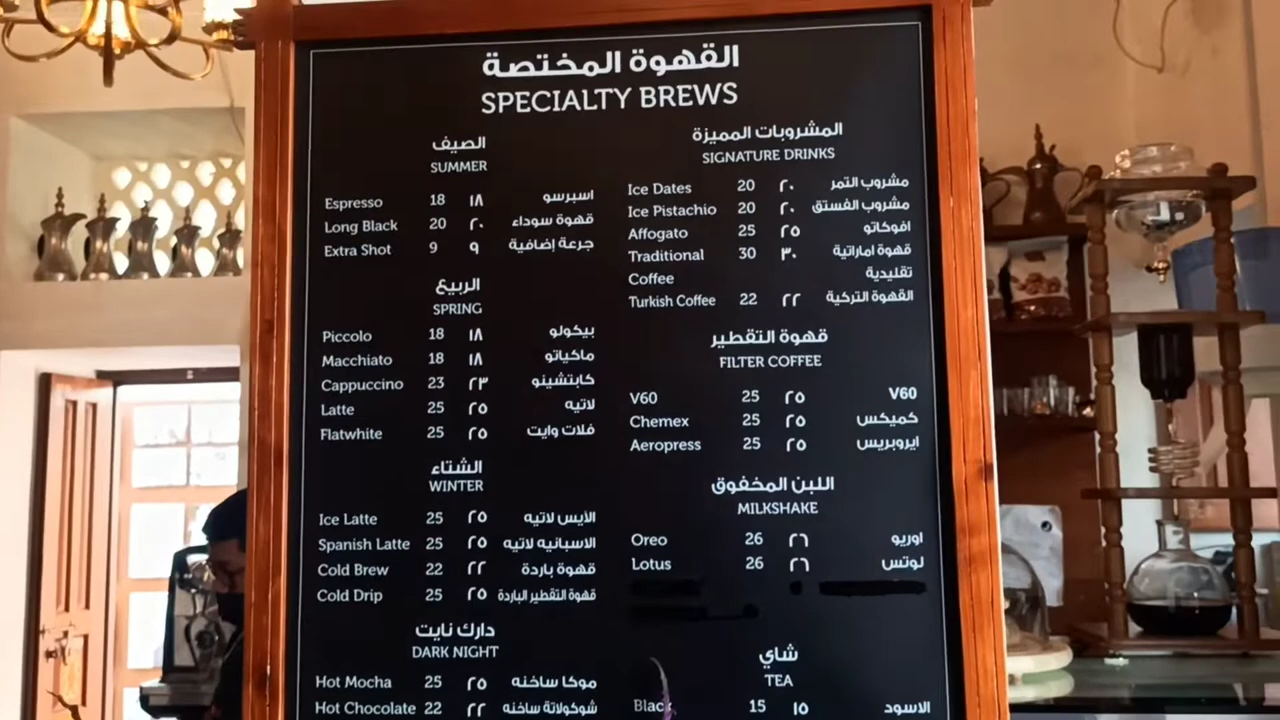 القهوة المختصة
SPECIALTY BREWS
الصيف
SUMMER
Espresso 18 ١٨ اسبرسو
Long Black 20 ٢٠ قهوة سوداء
Extra Shot 9 ٩ جرعة إضافية
الربيع
SPRING
Piccolo 18 ١٨ بيكولو
Macchiato 18 ١٨ ماكياتو
Cappuccino 23 ٢٣ كابتشينو
Latte 25 ٢٥ لاتيه
Flatwhite 25 ٢٥ فلات وايت
الشتاء
WINTER
Ice Latte 25 ٢٥ الأيس لاتيه
Spanish Latte 25 ٢٥ الاسبانيه لاتيه
Cold Brew 22 ٢٢ قهوة باردة
Cold Drip 25 ٢٥ قهوة التقطير الباردة
دارك نايت
DARK NIGHT
Hot Mocha 25 ٢٥ موكا ساخنه
Hot Chocolate 22 ٢٢ شوكولاتة ساخنه
المشروبات المميزة
SIGNATURE DRINKS
Ice Dates 20 ٢٠ مشروب التمر
Ice Pistachio 20 ٢٠ مشروب الفستق
Affogato 25 ٢٥ افوكاتو
Traditional 30 ٣٠ قهوة اماراتية
Coffee تقليدية
Turkish Coffee 22 ٢٢ القهوة التركية
قهوة التقطير
FILTER COFFEE
V60 25 ٢٥ V60
Chemex 25 ٢٥ كميكس
Aeropress 25 ٢٥ ايروبريس
اللبن المخفوق
MILKSHAKE
Oreo 26 ٢٦ اوريو
Lotus 26 ٢٦ لوتس
شاي
TEA
Black 15 ١٥ الاسود